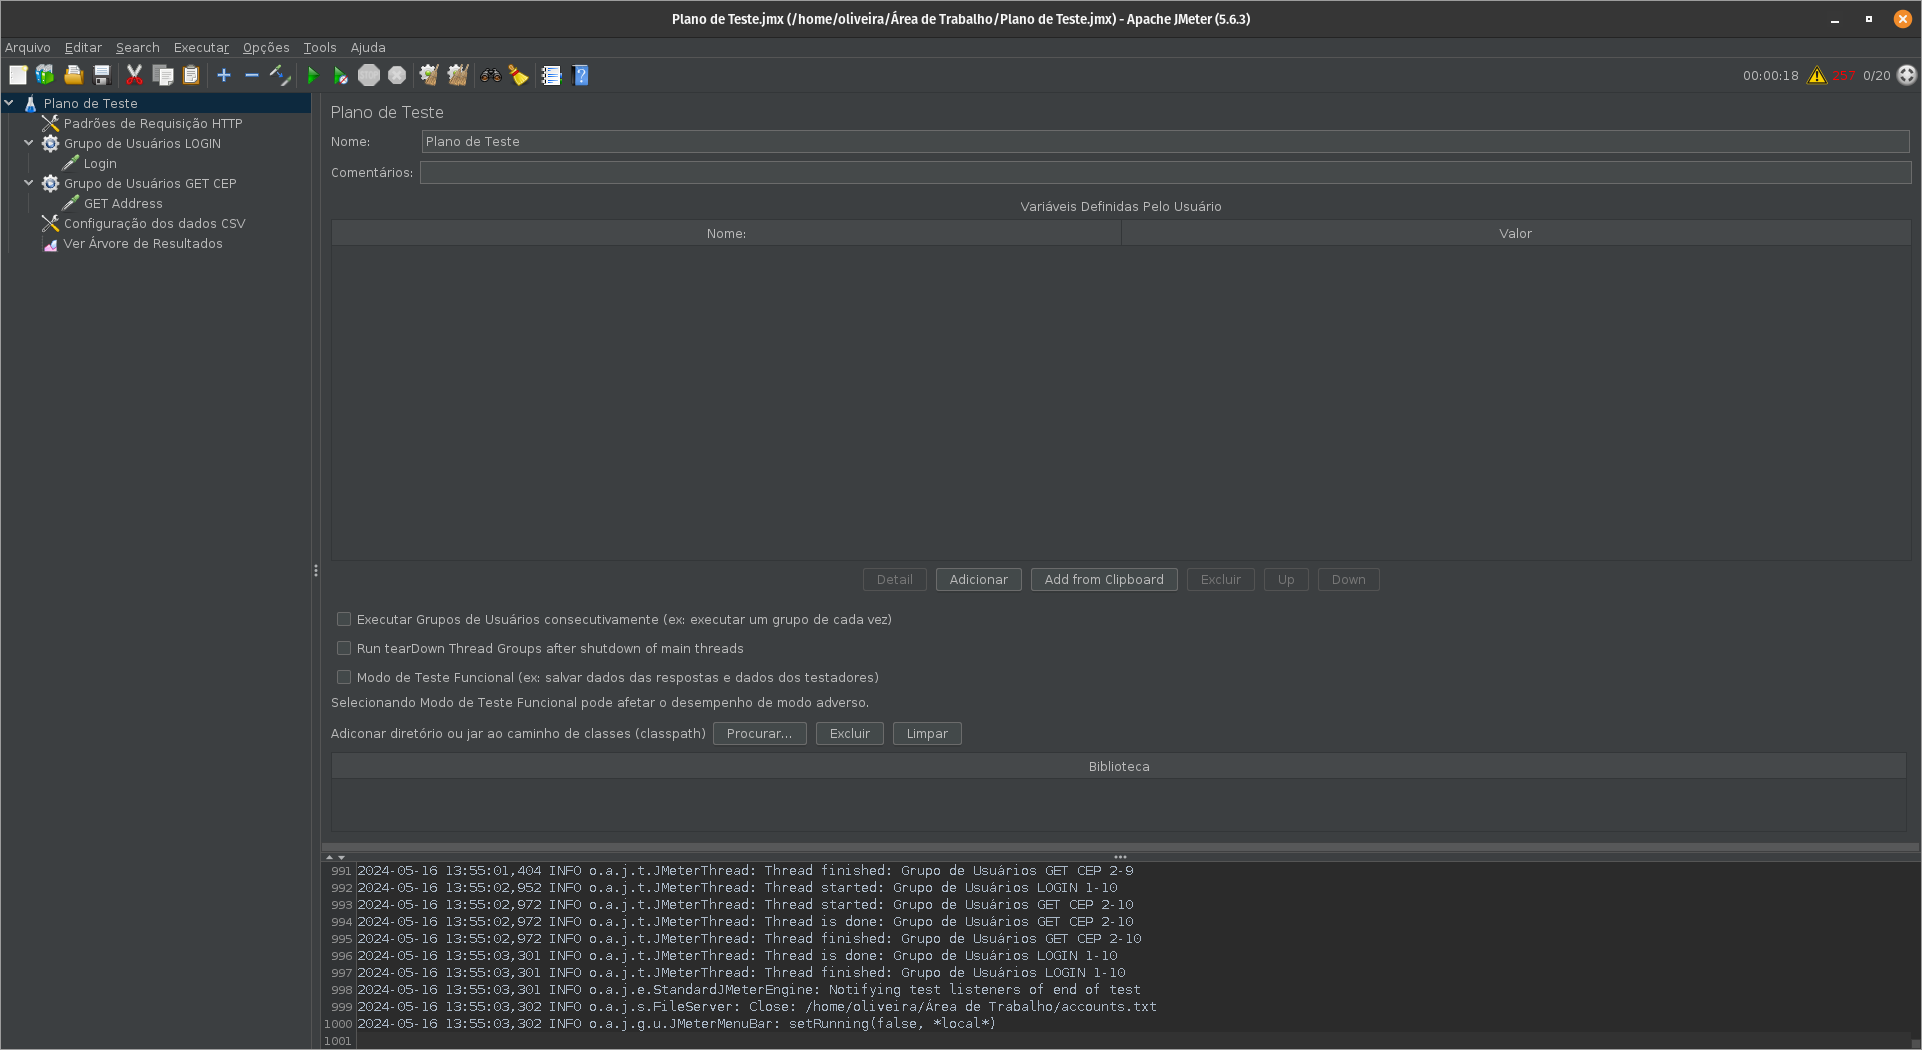 Plano de Teste.jmx (/home/oliveira/Área de Trabalho/Plano de Teste.jmx) - Apache JMeter (5.6.3)
Arquivo Editar Search Executar Opções Tools Ajuda
STOP 00:00:18 257 0/20
Plano de Teste
Padrões de Requisição HTTP
Grupo de Usuários LOGIN
Login
Grupo de Usuários GET CEP
GET Address
Configuração dos dados CSV
Ver Árvore de Resultados
Plano de Teste
Nome: Plano de Teste
Comentários:
Variáveis Definidas Pelo Usuário
Nome: Valor
Detail Adicionar Add from Clipboard Excluir Up Down
Executar Grupos de Usuários consecutivamente (ex: executar um grupo de cada vez)
Run tearDown Thread Groups after shutdown of main threads
Modo de Teste Funcional (ex: salvar dados das respostas e dados dos testadores)
Selecionando Modo de Teste Funcional pode afetar o desempenho de modo adverso.
Adiconar diretório ou jar ao caminho de classes (classpath) Procurar... Excluir Limpar
Biblioteca
991 2024-05-16 13:55:01,404 INFO o.a.j.t.JMeterThread: Thread finished: Grupo de Usuários GET CEP 2-9
992 2024-05-16 13:55:02,952 INFO o.a.j.t.JMeterThread: Thread started: Grupo de Usuários LOGIN 1-10
993 2024-05-16 13:55:02,972 INFO o.a.j.t.JMeterThread: Thread started: Grupo de Usuários GET CEP 2-10
994 2024-05-16 13:55:02,972 INFO o.a.j.t.JMeterThread: Thread is done: Grupo de Usuários GET CEP 2-10
995 2024-05-16 13:55:02,972 INFO o.a.j.t.JMeterThread: Thread finished: Grupo de Usuários GET CEP 2-10
996 2024-05-16 13:55:03,301 INFO o.a.j.t.JMeterThread: Thread is done: Grupo de Usuários LOGIN 1-10
997 2024-05-16 13:55:03,301 INFO o.a.j.t.JMeterThread: Thread finished: Grupo de Usuários LOGIN 1-10
998 2024-05-16 13:55:03,301 INFO o.a.j.e.StandardJMeterEngine: Notifying test listeners of end of test
999 2024-05-16 13:55:03,302 INFO o.a.j.s.FileServer: Close: /home/oliveira/Área de Trabalho/accounts.txt
1000 2024-05-16 13:55:03,302 INFO o.a.j.g.u.JMeterMenuBar: setRunning(false, *local*)
1001